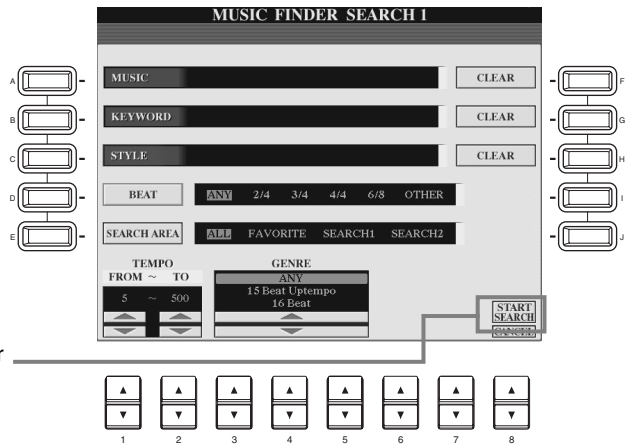 MUSIC FINDER SEARCH 1
A
MUSIC
CLEAR
F
B
KEYWORD
CLEAR
G
C
STYLE
CLEAR
H
D
BEAT
ANY 2/4 3/4 4/4 6/8 OTHER
I
E
SEARCH AREA
ALL FAVORITE SEARCH1 SEARCH2
J
TEMPO
FROM ~ TO
5 ~ 500
GENRE
ANY
15 Beat Uptempo
16 Beat
START
SEARCH
CANCEL
r
1 2 3 4 5 6 7 8